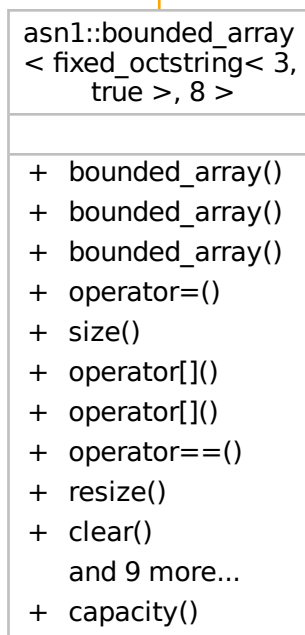 asn1::bounded_array
< fixed_octstring< 3,
true >, 8 >
+ bounded_array()
+ bounded_array()
+ bounded_array()
+ operator=()
+ size()
+ operator[]()
+ operator[]()
+ operator==()
+ resize()
+ clear()
and 9 more...
+ capacity()